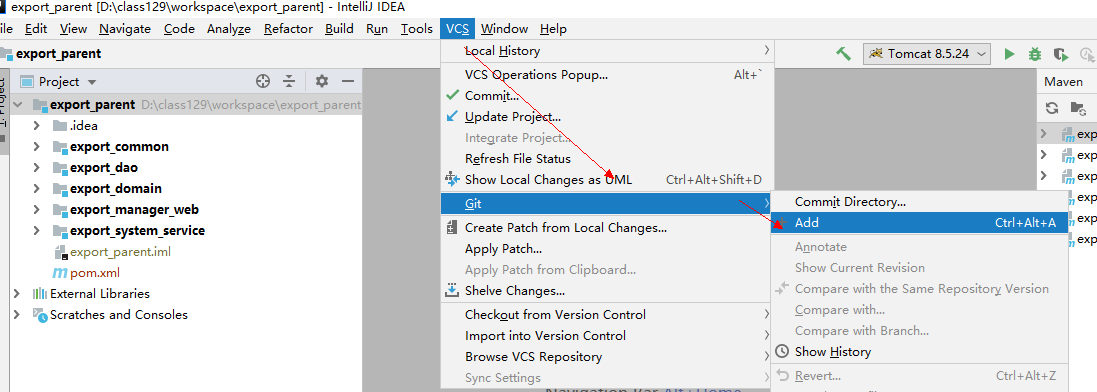 export_parent [D:\class129\workspace\export_parent] - IntelliJ IDEA
File Edit View Navigate Code Analyze Refactor Build Run Tools VCS Window Help
export_parent
Tomcat 8.5.24
1: Project
Project
Maven
export_parent D:\class129\workspace\export_parent
.idea
export_common
export_dao
export_domain
export_manager_web
export_system_service
export_parent.iml
pom.xml
External Libraries
Scratches and Consoles
Local History
VCS Operations Popup... Alt+`
Commit...
Update Project...
Integrate Project...
Refresh File Status
Show Local Changes as UML Ctrl+Alt+Shift+D
Git
Create Patch from Local Changes...
Apply Patch...
Apply Patch from Clipboard...
Shelve Changes...
Checkout from Version Control
Import into Version Control
Browse VCS Repository
Sync Settings
Commit Directory...
Add Ctrl+Alt+A
Annotate
Show Current Revision
Compare with the Same Repository Version
Compare with...
Compare with Branch...
Show History
Revert... Ctrl+Alt+Z
exp
exp
exp
exp
exp
exp
Navigation Bar Alt+Home